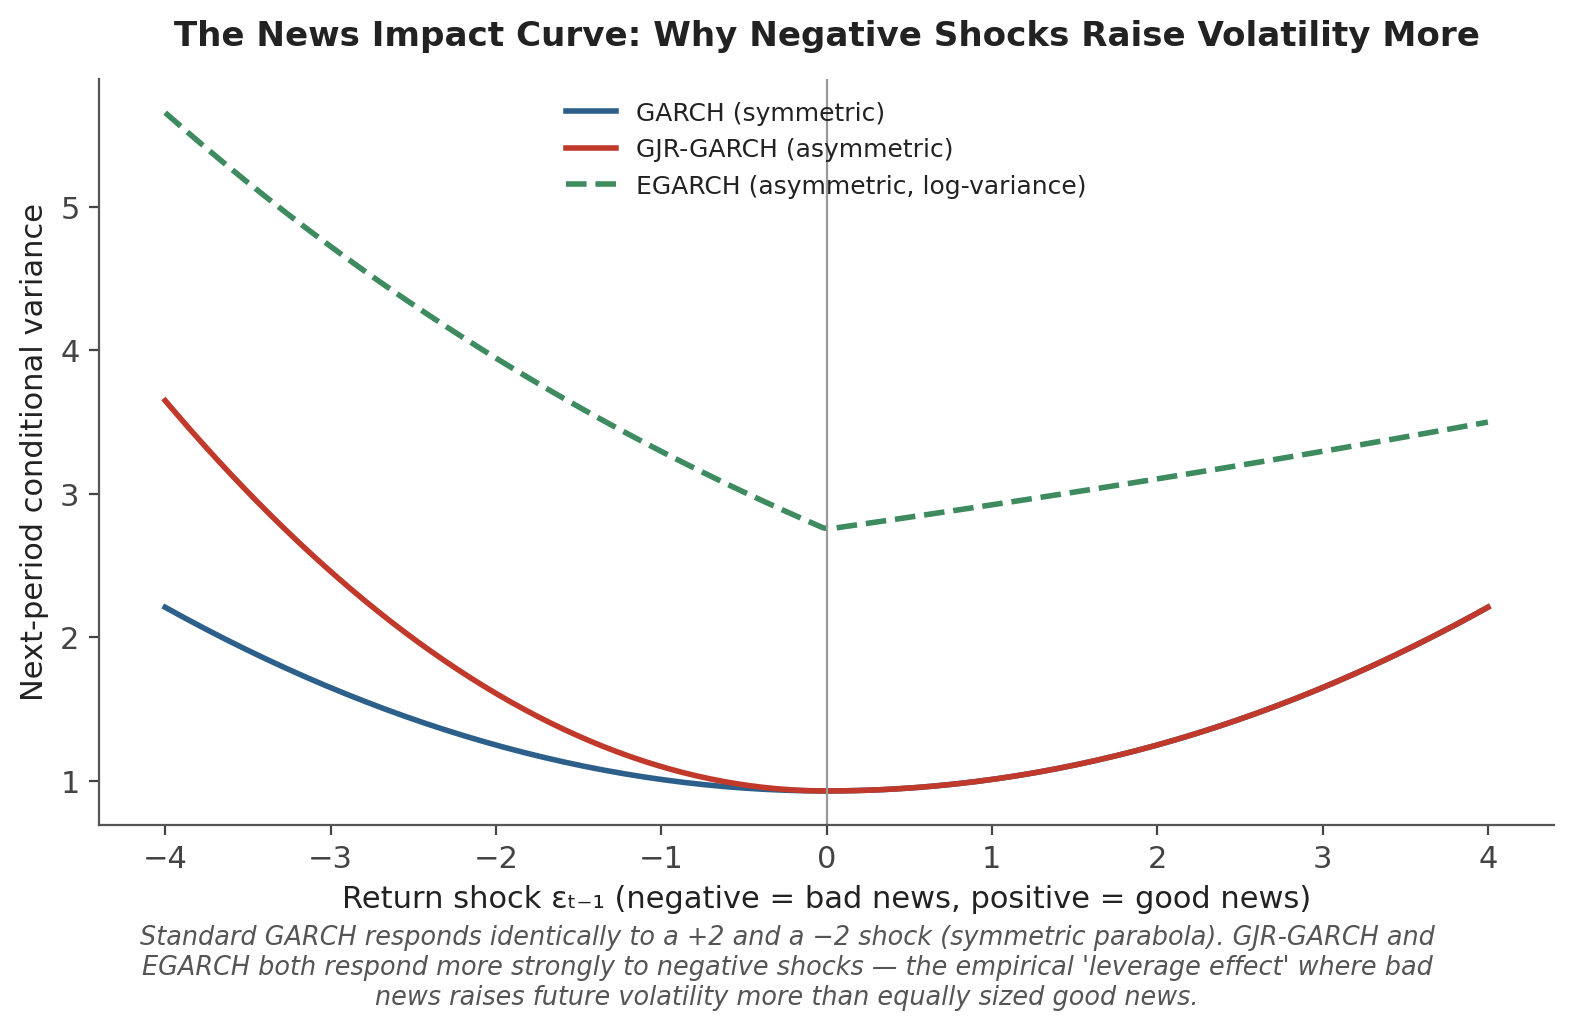 The News Impact Curve: Why Negative Shocks Raise Volatility More
GARCH (symmetric)
GJR-GARCH (asymmetric)
EGARCH (asymmetric, log-variance)
Next-period conditional variance
5
4
3
2
1
−4 −3 −2 −1 0 1 2 3 4
Return shock εₜ₋₁ (negative = bad news, positive = good news)
Standard GARCH responds identically to a +2 and a −2 shock (symmetric parabola). GJR-GARCH and
EGARCH both respond more strongly to negative shocks — the empirical 'leverage effect' where bad
news raises future volatility more than equally sized good news.